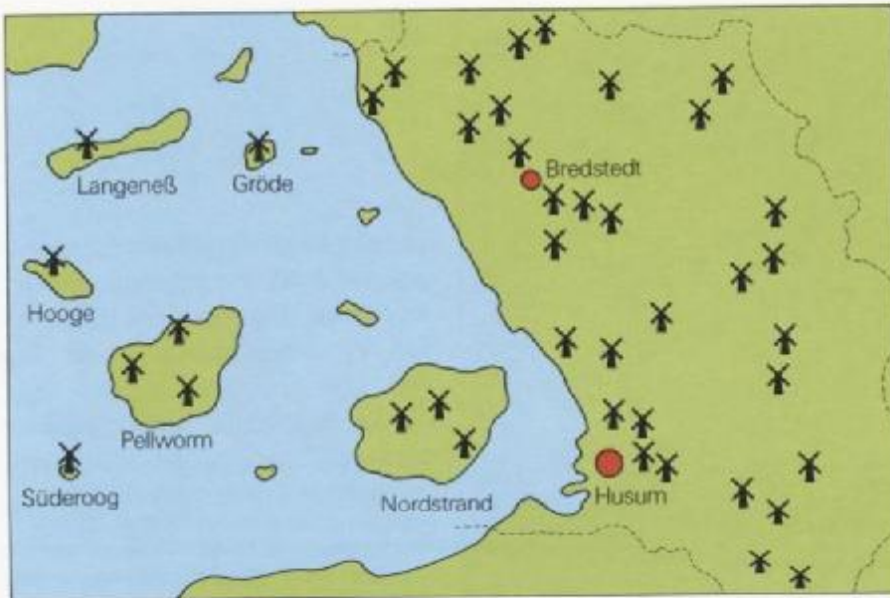 Bredstedt
Langeneß
Gröde
Hooge
Pellworm
Süderoog
Nordstrand
Husum